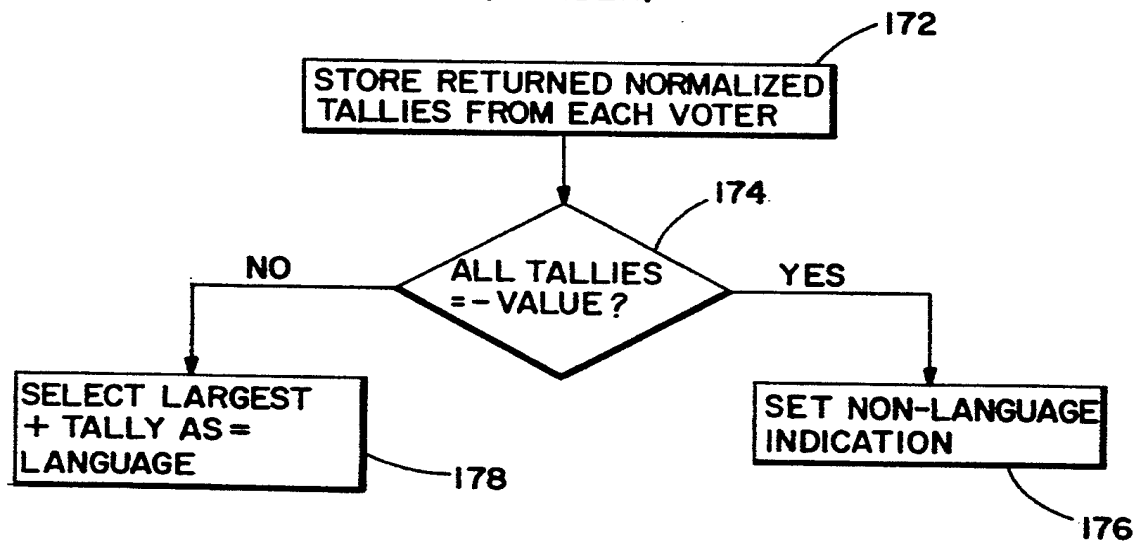 172
STORE RETURNED NORMALIZED
TALLIES FROM EACH VOTER
174
NO
ALL TALLIES
=-VALUE?
YES
SELECT LARGEST
+ TALLY AS=
LANGUAGE
178
SET NON-LANGUAGE
INDICATION
176